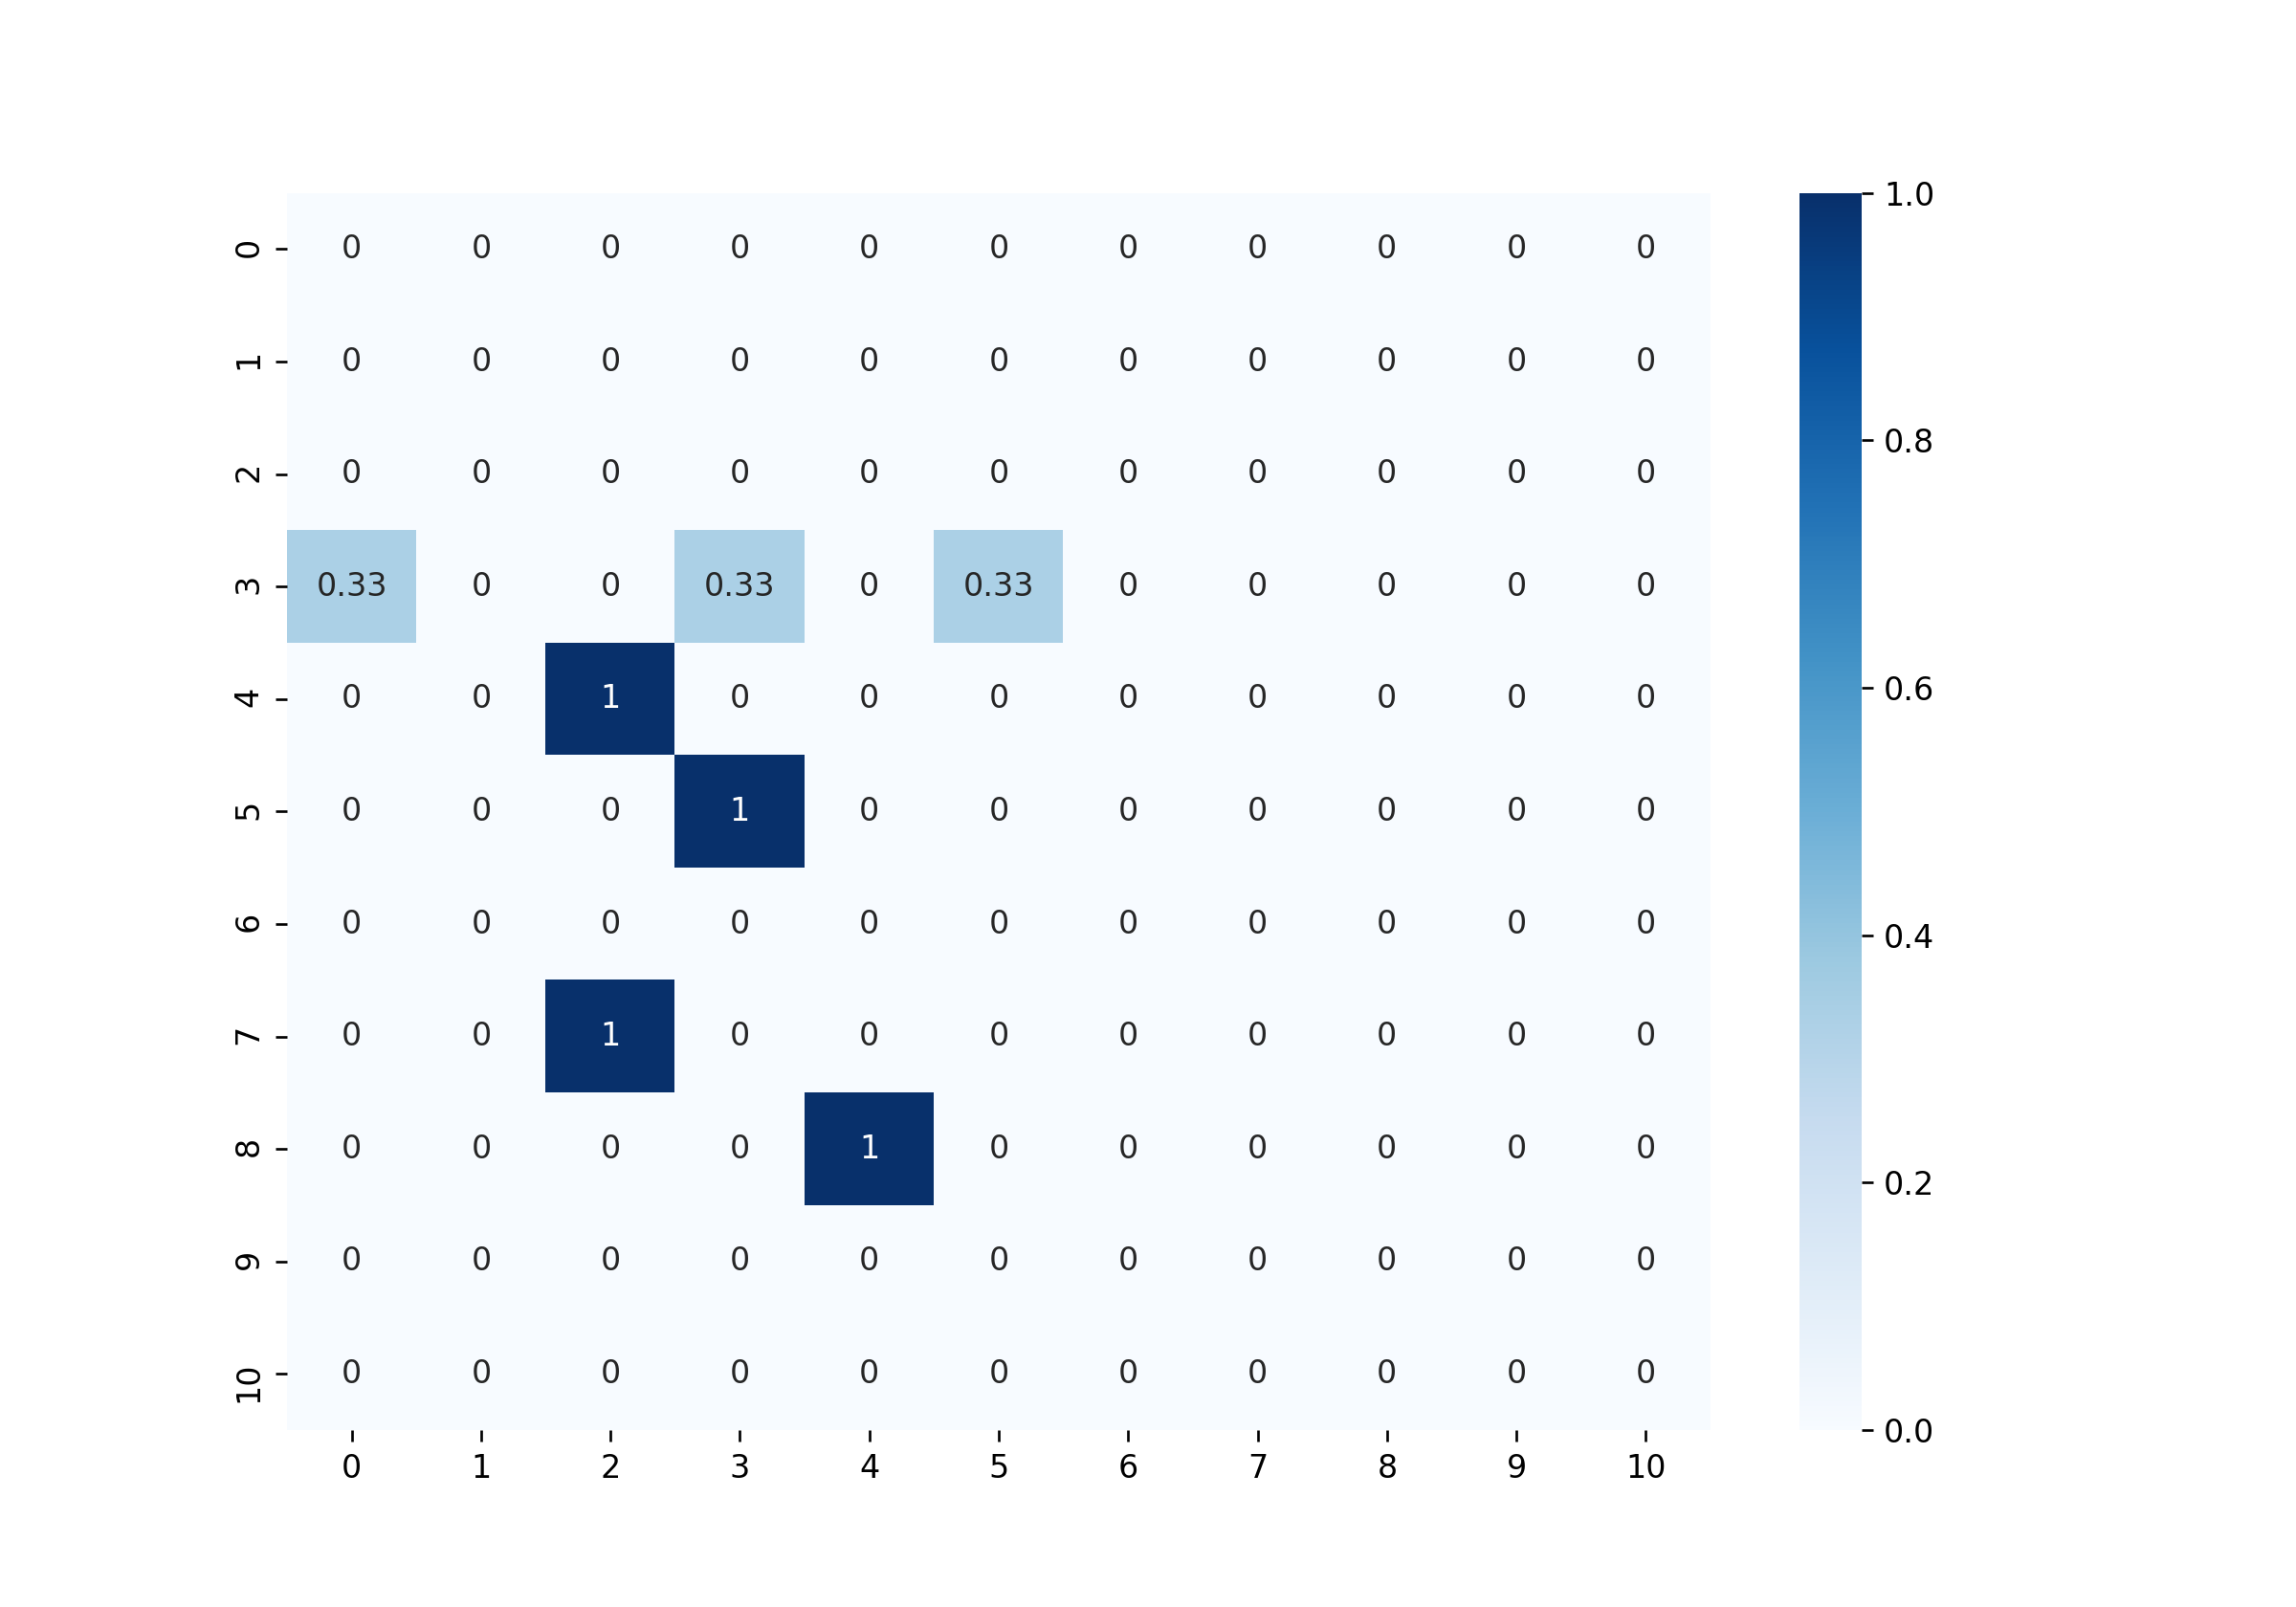 1.0
0 0 0 0 0 0 0 0 0 0 0 0
1 0 0 0 0 0 0 0 0 0 0 0
0.8
2 0 0 0 0 0 0 0 0 0 0 0
3 0.33 0 0 0.33 0 0.33 0 0 0 0 0
0.6
4 0 0 1 0 0 0 0 0 0 0 0
5 0 0 0 1 0 0 0 0 0 0 0
6 0 0 0 0 0 0 0 0 0 0 0
0.4
7 0 0 1 0 0 0 0 0 0 0 0
8 0 0 0 0 1 0 0 0 0 0 0
0.2
9 0 0 0 0 0 0 0 0 0 0 0
10 0 0 0 0 0 0 0 0 0 0 0
0.0
0 1 2 3 4 5 6 7 8 9 10